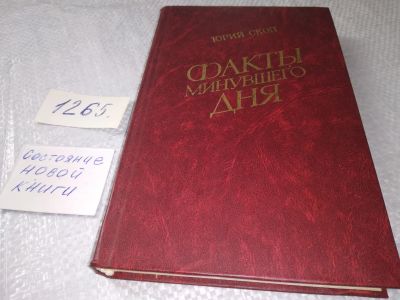 ЮРИЙ СКОП
ФАКТЫ
МИНУВШЕГО
ДНЯ
1265.
состояние
новой
книги